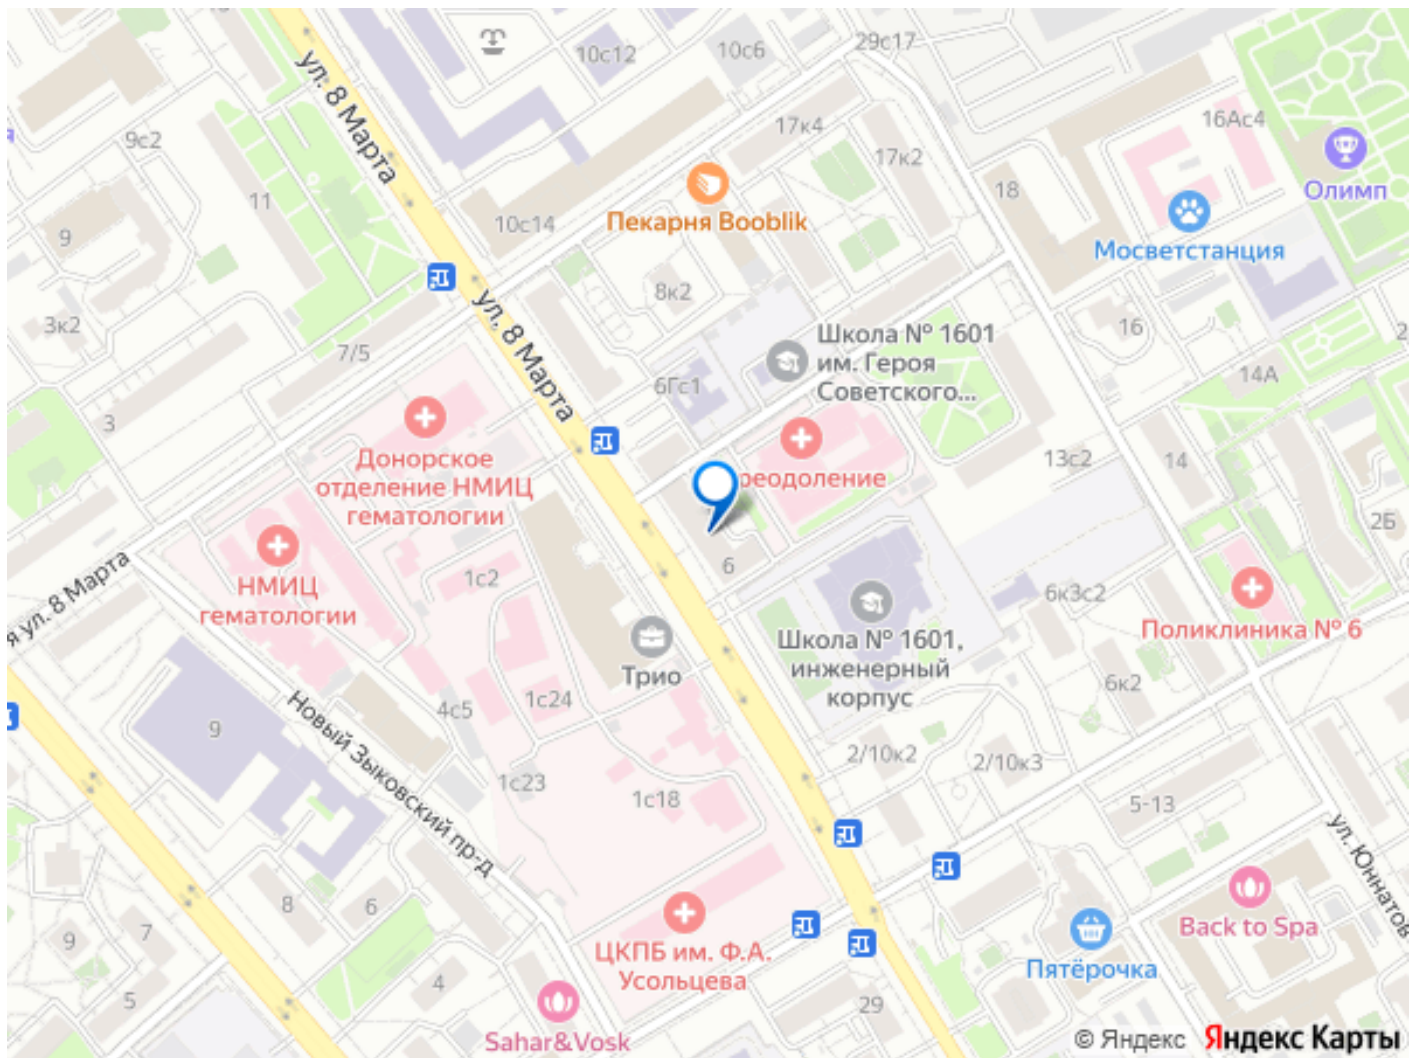 29с17
10с12
10с6
ул. 8 Марта
17к4
16Ас4
9с2
17к2
18
Олимп
11
10с14
Пекарня Booblik
Мосветстанция
9
8к2
ул. 8 Марта
3к2
7/5
16
Школа № 1601
им. Героя
Советского...
6Гс1
14А
3
Донорское
отделение НМИЦ
гематологии
реодоление
13с2
14
2Б
НМИЦ
гематологии
1с2
6
я ул. 8 Марта
6к3с2
Поликлиника № 6
Школа № 1601,
инженерный
корпус
Трио
6к2
4с5
1с24
9
Новый Зыковский пр-д
2/10к2
2/10к3
1с23
1с18
5-13
ул. Юннатов
8
6
7
9
ЦКПБ им. Ф.А.
Усольцева
Back to Spa
Пятёрочка
4
5
29
Sahar&Vosk
© Яндекс Яндекс Карты